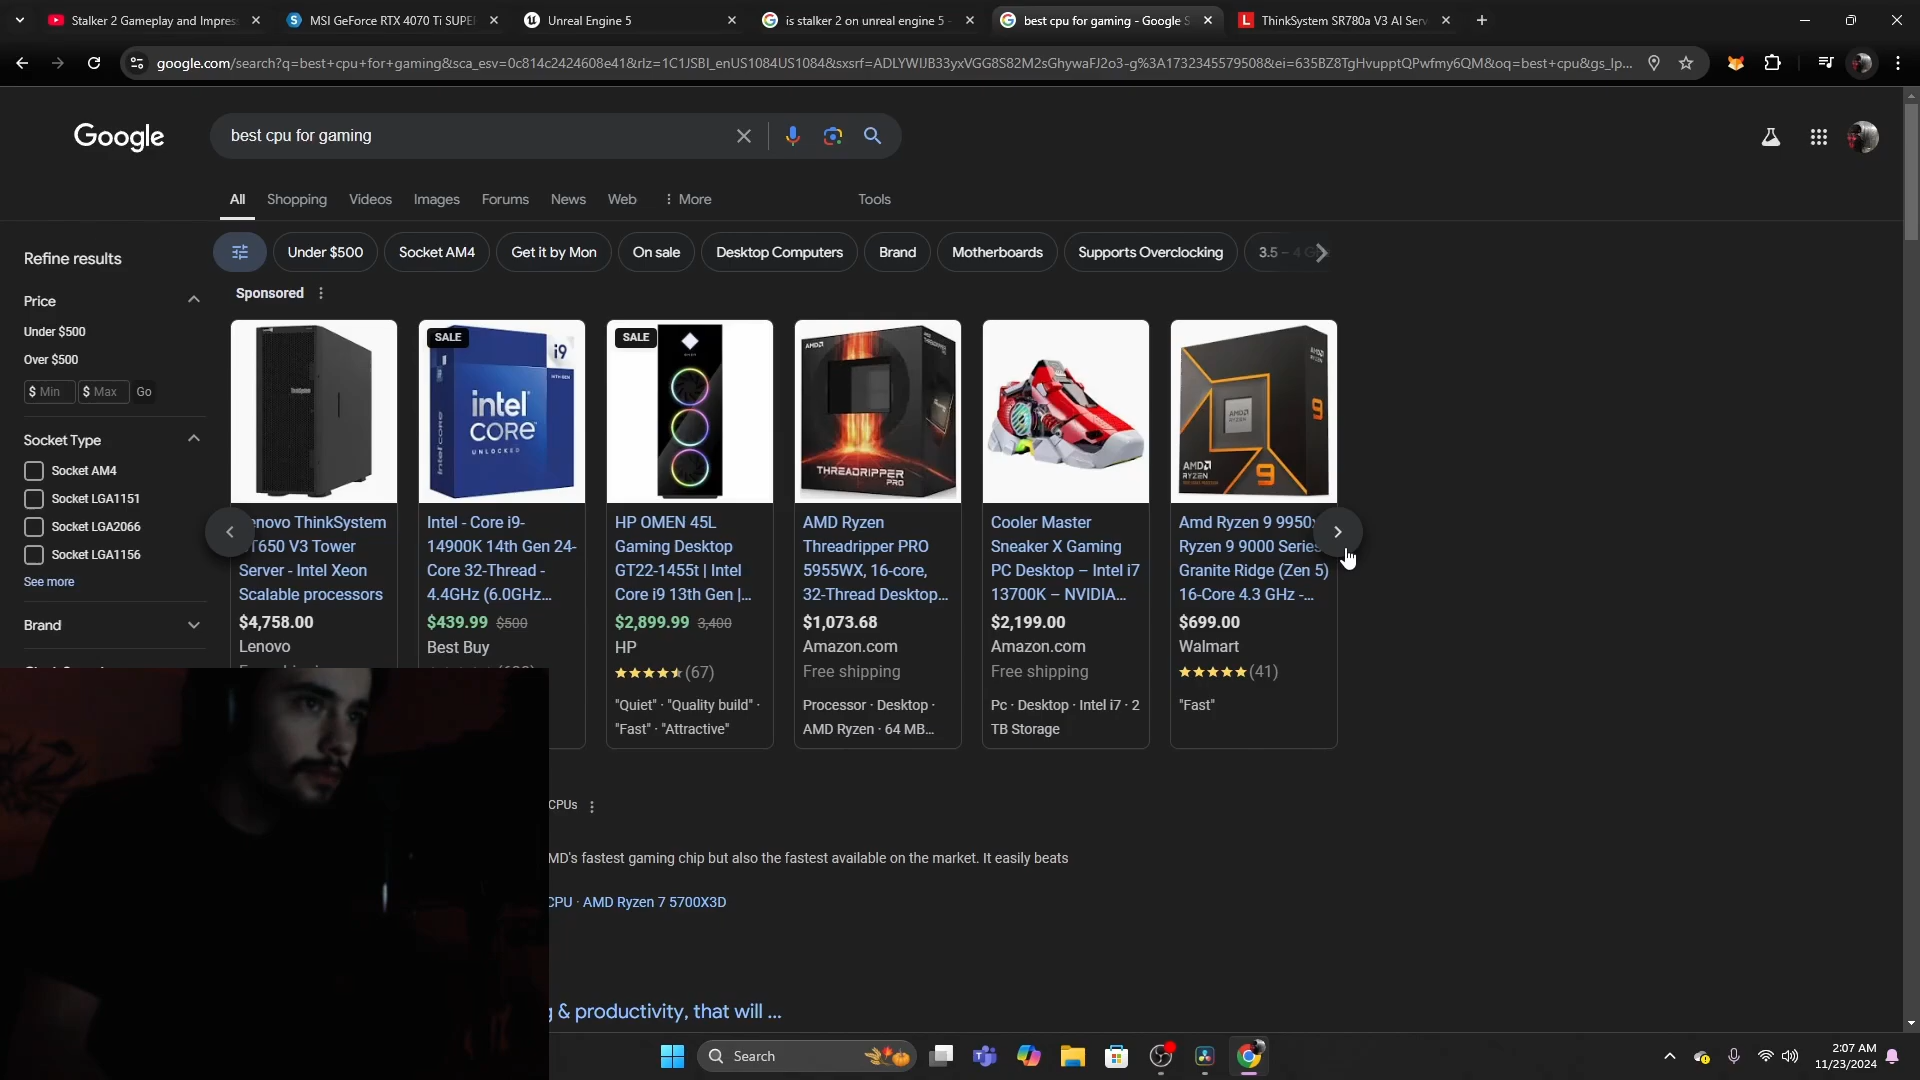 Stalker 2 Gameplay and Impres
MSI GeForce RTX 4070 Ti SUPE
Unreal Engine 5
is stalker 2 on unreal engine 5 -
best cpu for gaming - Google S
ThinkSystem SR780a V3 AI Serv
google.com/search?q=best+cpu+for+gaming&sca_esv=0c814c2424608e41&rlz=1C1JSBI_enUS1084US1084&sxsrf=ADLYWIJB33yxVGG8S82M2sGhywaFJ2o3-g%3A1732345579508&ei=635BZ8TgHvupptQPwfmy6QM&oq=best+cpu&gs_lp...
Google
best cpu for gaming
All
Shopping
Videos
Images
Forums
News
Web
More
Tools
Refine results
Under $500
Socket AM4
Get it by Mon
On sale
Desktop Computers
Brand
Motherboards
Supports Overclocking
3.5 – 4 G
Sponsored
Price
Under $500
Over $500
$ Min
$ Max
Go
Socket Type
Socket AM4
Socket LGA1151
Socket LGA2066
Socket LGA1156
See more
Brand
ThinkSystem
V3 Tower
Server - Intel Xeon
Scalable processors
$4,758.00
Lenovo
SALE
i9
intel
CORE
UNLOCKED
Intel - Core i9-
14900K 14th Gen 24-
Core 32-Thread -
4.4GHz (6.0GHz...
$439.99 $500
Best Buy
SALE
HP OMEN 45L
Gaming Desktop
GT22-1455t | Intel
Core i9 13th Gen |...
$2,899.99 3,400
HP
(67)
"Quiet" · "Quality build" ·
"Fast" · "Attractive"
AMD
THREADRIPPER
PRO
AMD Ryzen
Threadripper PRO
5955WX, 16-core,
32-Thread Desktop...
$1,073.68
Amazon.com
Free shipping
Processor · Desktop ·
AMD Ryzen · 64 MB...
Cooler Master
Sneaker X Gaming
PC Desktop – Intel i7
13700K – NVIDIA...
$2,199.00
Amazon.com
Free shipping
Pc · Desktop · Intel i7 · 2
TB Storage
AMD
RYZEN
9
9
Amd Ryzen 9 9950x
Ryzen 9 9000 Series
Granite Ridge (Zen 5)
16-Core 4.3 GHz -...
$699.00
Walmart
(41)
"Fast"
CPUs
MD's fastest gaming chip but also the fastest available on the market. It easily beats
CPU · AMD Ryzen 7 5700X3D
& productivity, that will ...
Search
2:07 AM
11/23/2024